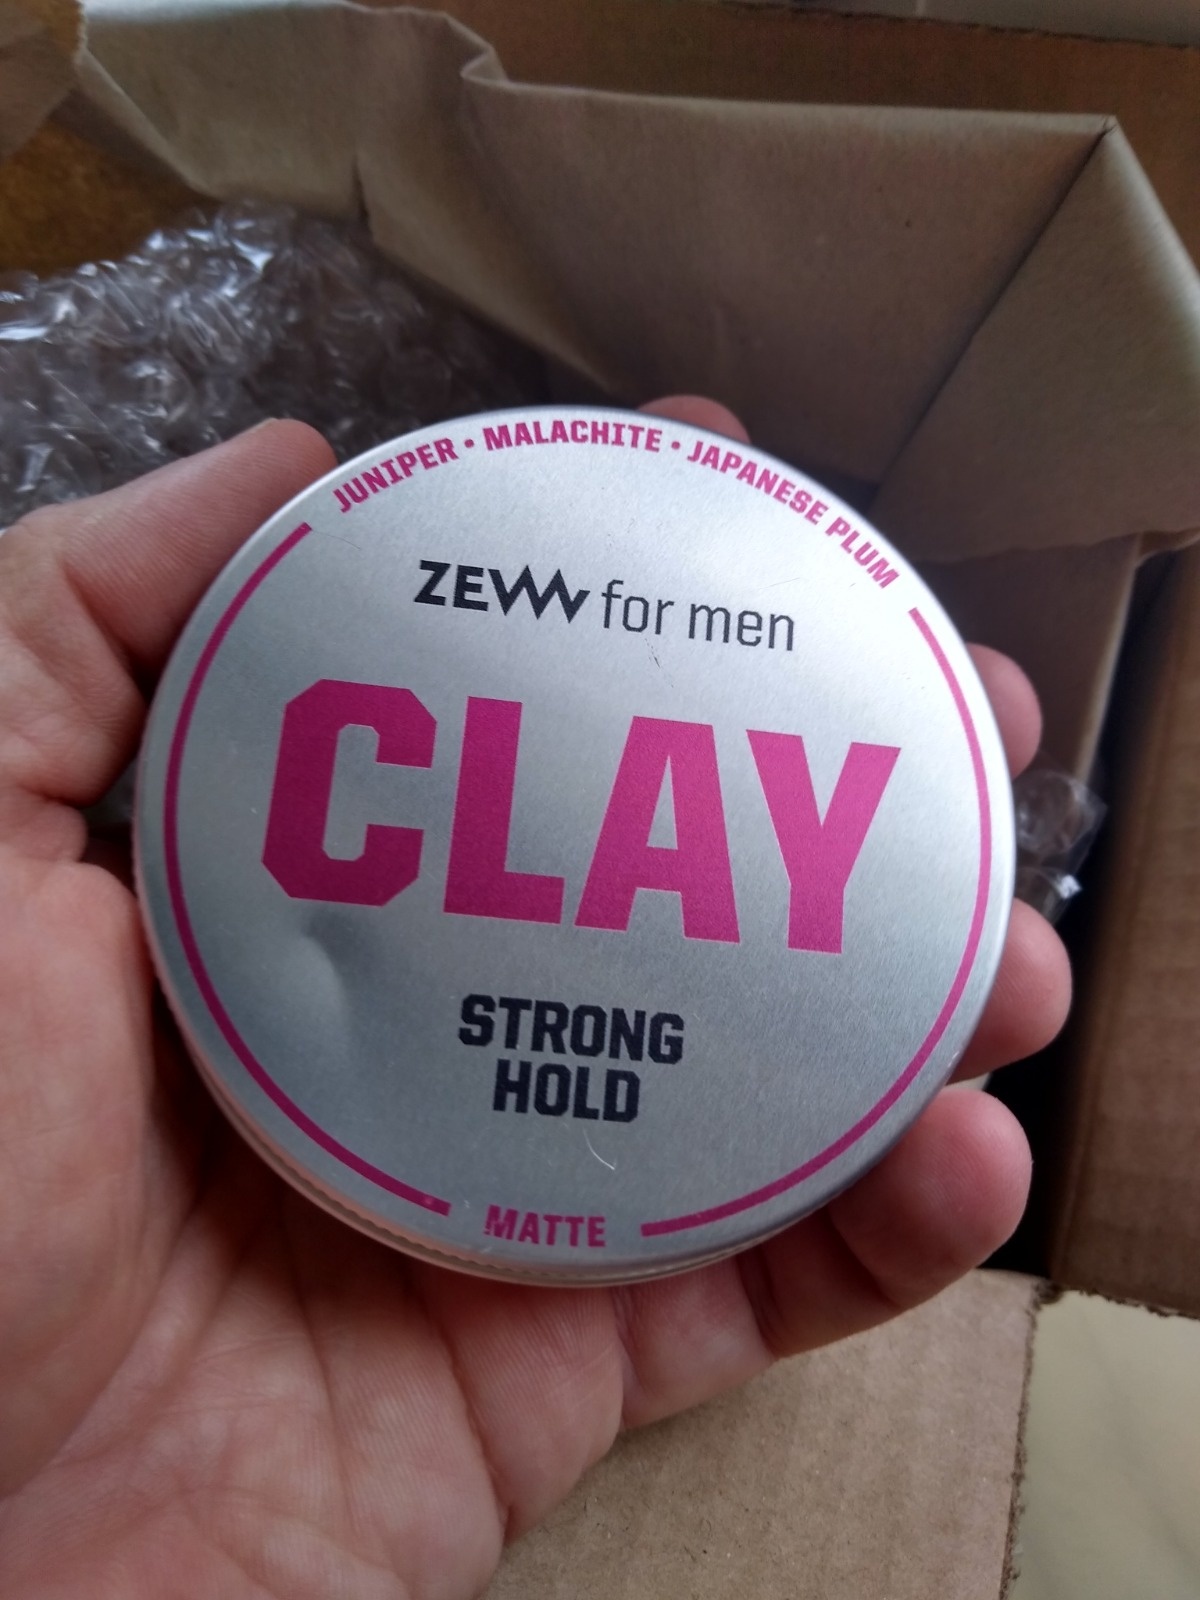 JUNIPER • MALACHITE • JAPANESE PLUM
ZEW for men
CLAY
STRONG
HOLD
MATTE